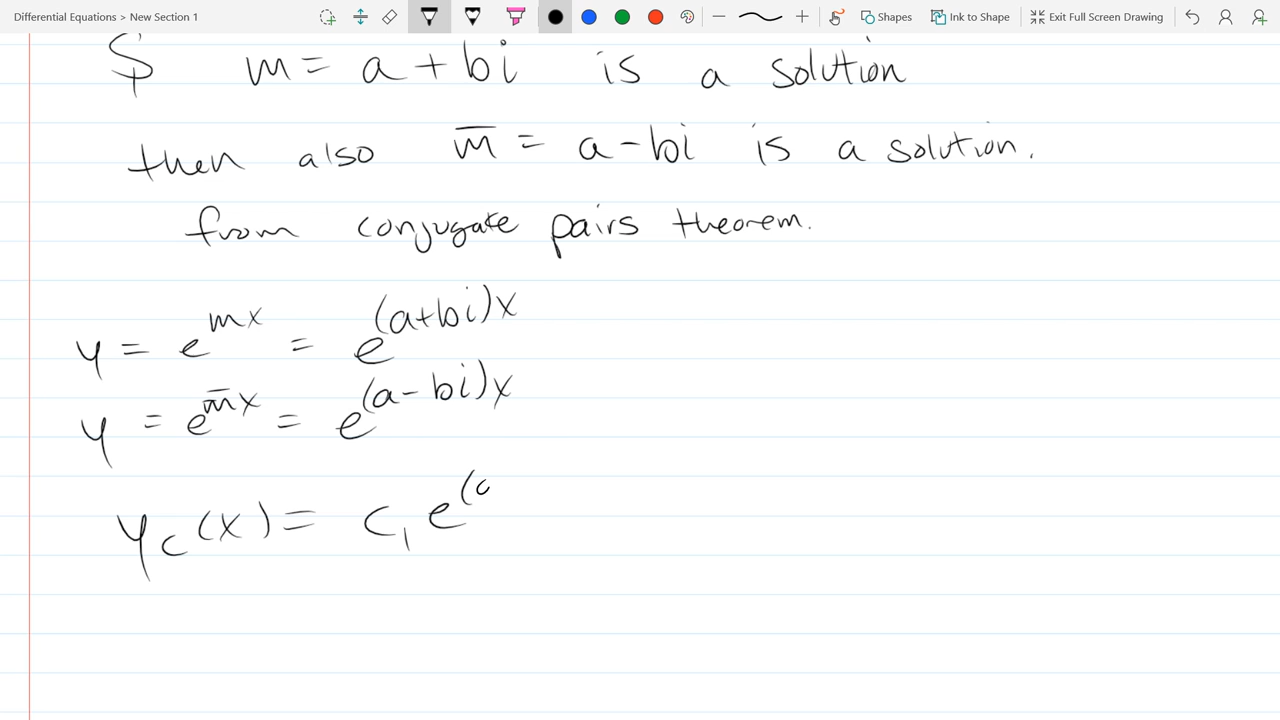 Differential Equations > New Section 1
Shapes
Ink to Shape
Exit Full Screen Drawing
m = a + bi is a solution
then also m̅ = a - bi is a solution.
from conjugate pairs theorem.
y = e^{mx} = e^{(a+bi)x}
y = e^{m̅x} = e^{(a-bi)x}
y_c(x) = c_1 e^{(a